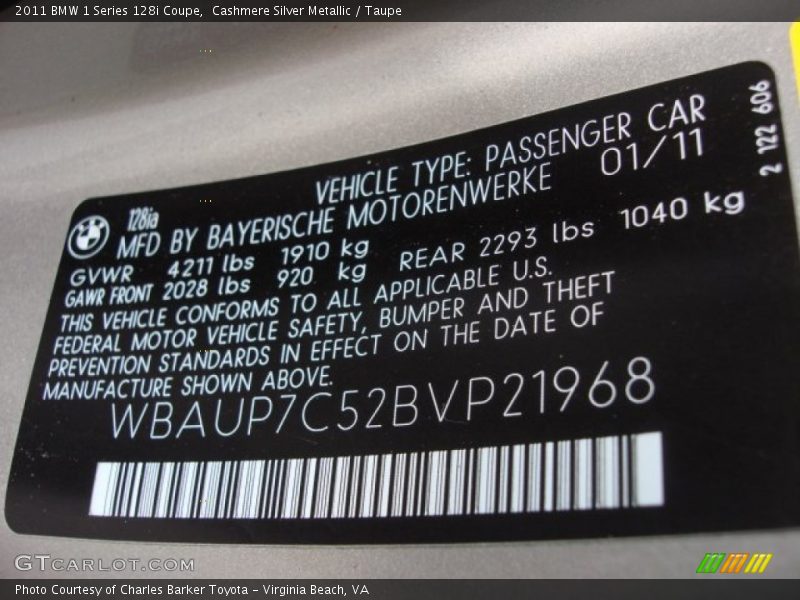 2011 BMW 1 Series 128i Coupe, Cashmere Silver Metallic / Taupe
2 122 606
VEHICLE TYPE: PASSENGER CAR
128ia
MFD BY BAYERISCHE MOTORENWERKE 01/11
GVWR 4211 lbs 1910 kg
GAWR FRONT 2028 lbs 920 kg REAR 2293 lbs 1040 kg
THIS VEHICLE CONFORMS TO ALL APPLICABLE U.S.
FEDERAL MOTOR VEHICLE SAFETY, BUMPER AND THEFT
PREVENTION STANDARDS IN EFFECT ON THE DATE OF
MANUFACTURE SHOWN ABOVE.
WBAUP7C52BVP21968
GTCARLOT.COM
Photo Courtesy of Charles Barker Toyota - Virginia Beach, VA